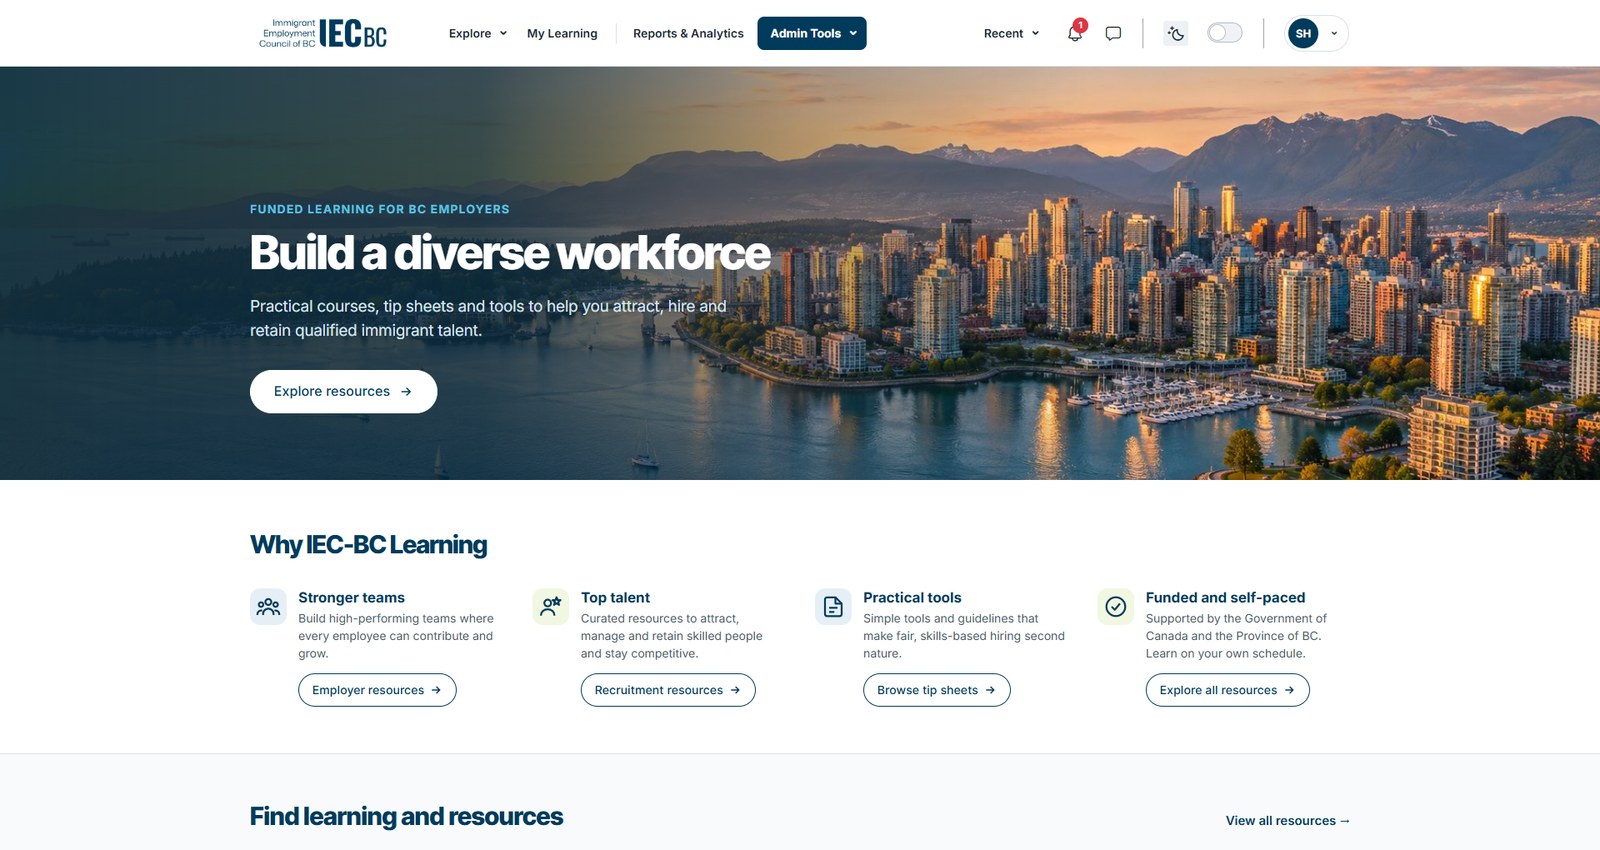 Immigrant
Employment
Council of BC
IEC BC
Explore
My Learning
Reports & Analytics
Admin Tools
Recent
1
SH
FUNDED LEARNING FOR BC EMPLOYERS
Build a diverse workforce
Practical courses, tip sheets and tools to help you attract, hire and
retain qualified immigrant talent.
Explore resources →
Why IEC-BC Learning
Stronger teams
Build high-performing teams where
every employee can contribute and
grow.
Employer resources →
Top talent
Curated resources to attract,
manage and retain skilled people
and stay competitive.
Recruitment resources →
Practical tools
Simple tools and guidelines that
make fair, skills-based hiring second
nature.
Browse tip sheets →
Funded and self-paced
Supported by the Government of
Canada and the Province of BC.
Learn on your own schedule.
Explore all resources →
Find learning and resources
View all resources →